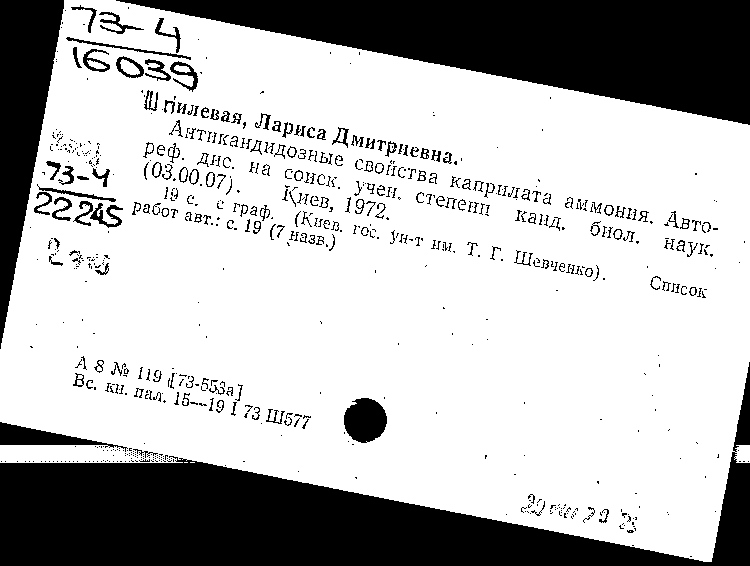 73-4
16039
Шпилевая, Лариса Дмитриевна.
Антикандидозные свойства каприлата аммония. Авто-
реф. дис. на соиск. учен. степени канд. биол. наук.
(03.00.07). Киев, 1972.
19 с. с граф. (Киев. гос. ун-т им. Т. Г. Шевченко). Список
работ авт.: с. 19 (7 назв.)
73-4
22245
2 экз
А 8 № 119 [73-553а]
Вс. кн. пал. 15—19 I 73 Ш577